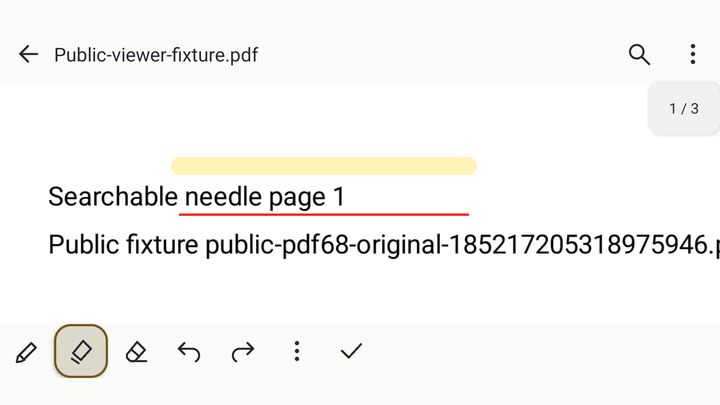 Public-viewer-fixture.pdf
1 / 3
Searchable needle page 1
Public fixture public-pdf68-original-185217205318975946.p